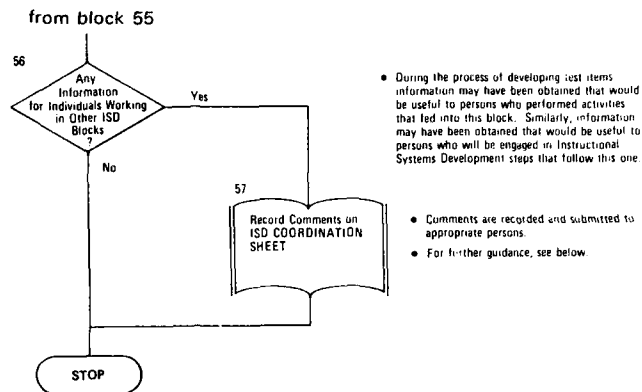 from block 55
56
Any
Information
for Individuals Working
in Other ISD
Blocks
?
Yes
No
• During the process of developing test items
information may have been obtained that would
be useful to persons who performed activities
that led into this block. Similarly, information
may have been obtained that would be useful to
persons who will be engaged in Instructional
Systems Development steps that follow this one.
57
Record Comments on
ISD COORDINATION
SHEET
• Comments are recorded and submitted to
appropriate persons.
• For further guidance, see below.
STOP